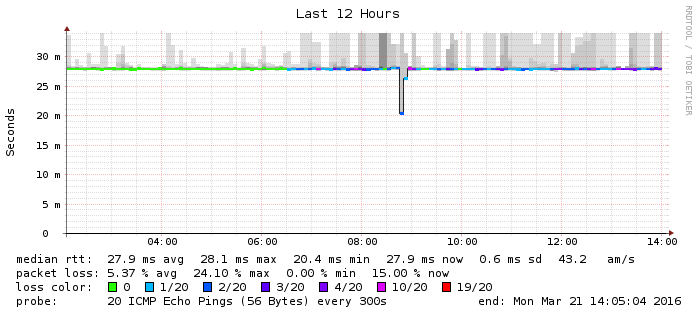 Last 12 Hours
RRDTOOL / TOBI OETIKER
Seconds
30 m
25 m
20 m
15 m
10 m
5 m
0
04:00 06:00 08:00 10:00 12:00 14:00
median rtt: 27.9 ms avg 28.1 ms max 20.4 ms min 27.9 ms now 0.6 ms sd 43.2 am/s
packet loss: 5.37 % avg 24.10 % max 0.00 % min 15.00 % now
loss color: 0 1/20 2/20 3/20 4/20 10/20 19/20
probe: 20 ICMP Echo Pings (56 Bytes) every 300s end: Mon Mar 21 14:05:04 2016